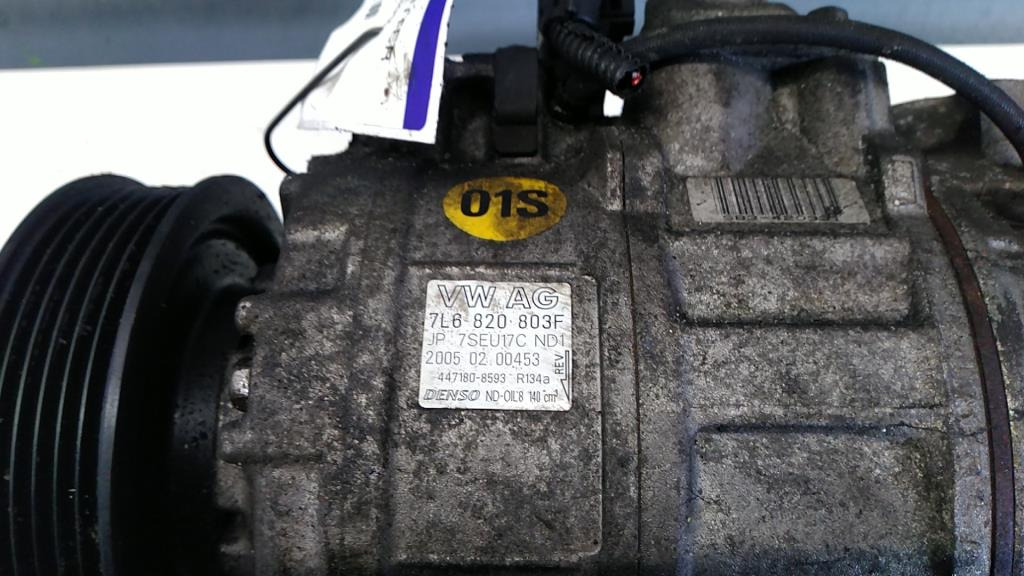 01S
VW AG
7L6 820 803F
JP 7SEU17C ND1
2005 02 00453
REV
447180-8593 R134a
DENSO ND-OIL8 140 cm³